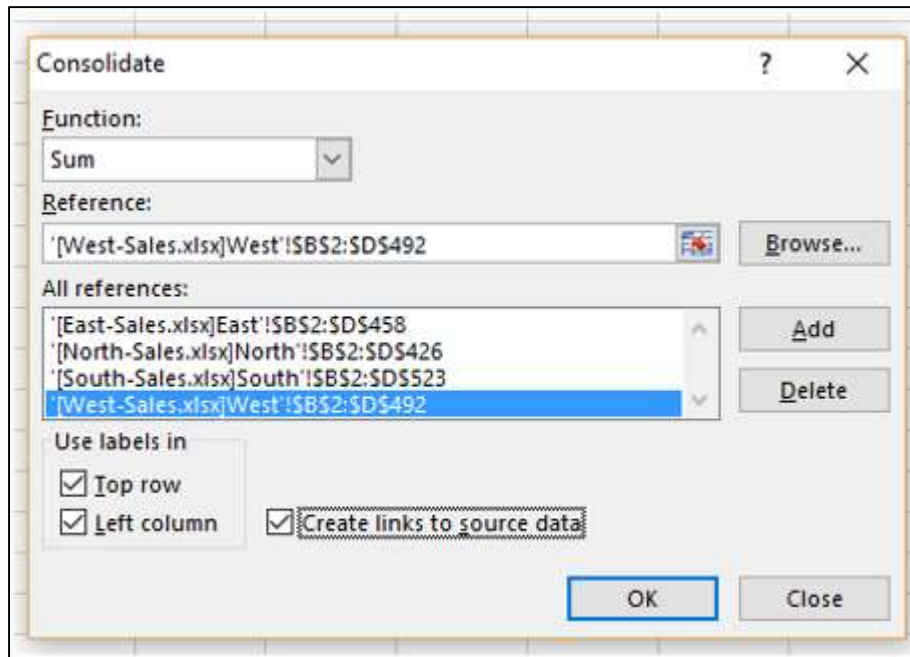 Consolidate ?
Function:
Sum
Reference:
'[West-Sales.xlsx]West'!$B$2:$D$492
Browse...
All references:
'[East-Sales.xlsx]East'!$B$2:$D$458
'[North-Sales.xlsx]North'!$B$2:$D$426
'[South-Sales.xlsx]South'!$B$2:$D$523
'[West-Sales.xlsx]West'!$B$2:$D$492
Add
Delete
Use labels in
Top row
Left column
Create links to source data
OK
Close